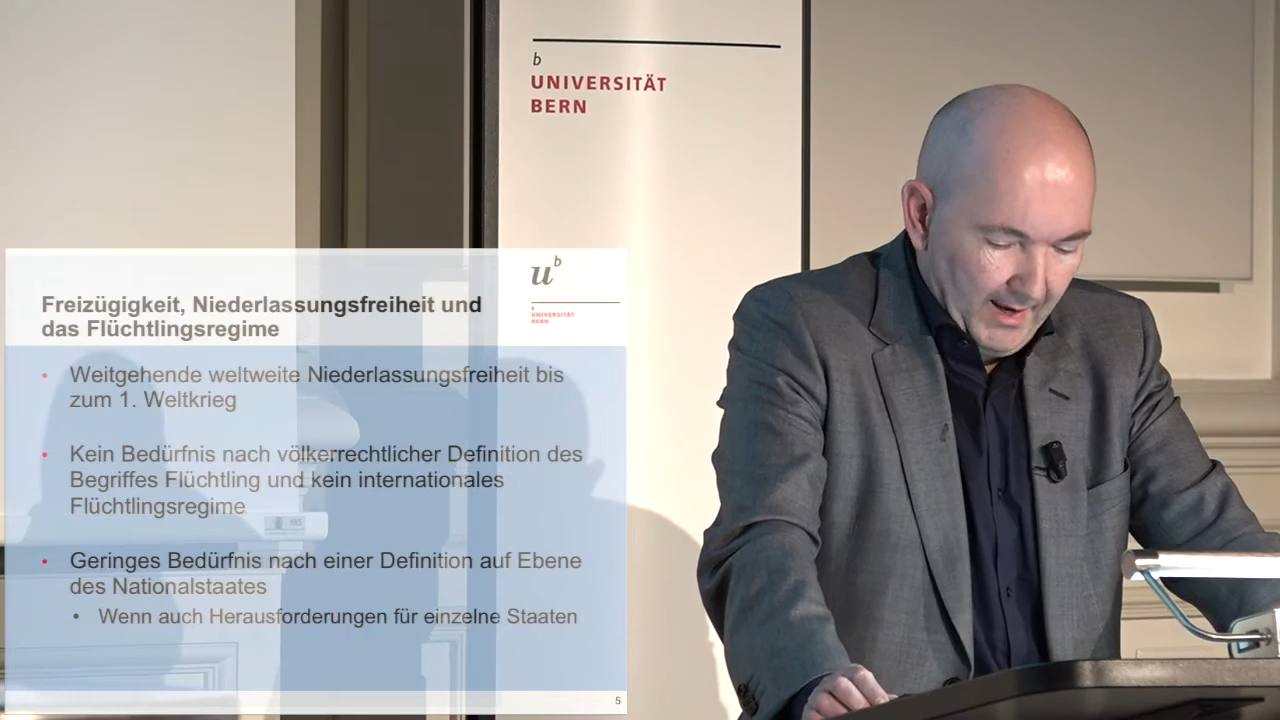 b
UNIVERSITÄT
BERN
u
b
b
UNIVERSITÄT
BERN
Freizügigkeit, Niederlassungsfreiheit und
das Flüchtlingsregime
• Weitgehende weltweite Niederlassungsfreiheit bis
zum 1. Weltkrieg
• Kein Bedürfnis nach völkerrechtlicher Definition des
Begriffes Flüchtling und kein internationales
Flüchtlingsregime
• Geringes Bedürfnis nach einer Definition auf Ebene
des Nationalstaates
• Wenn auch Herausforderungen für einzelne Staaten
5